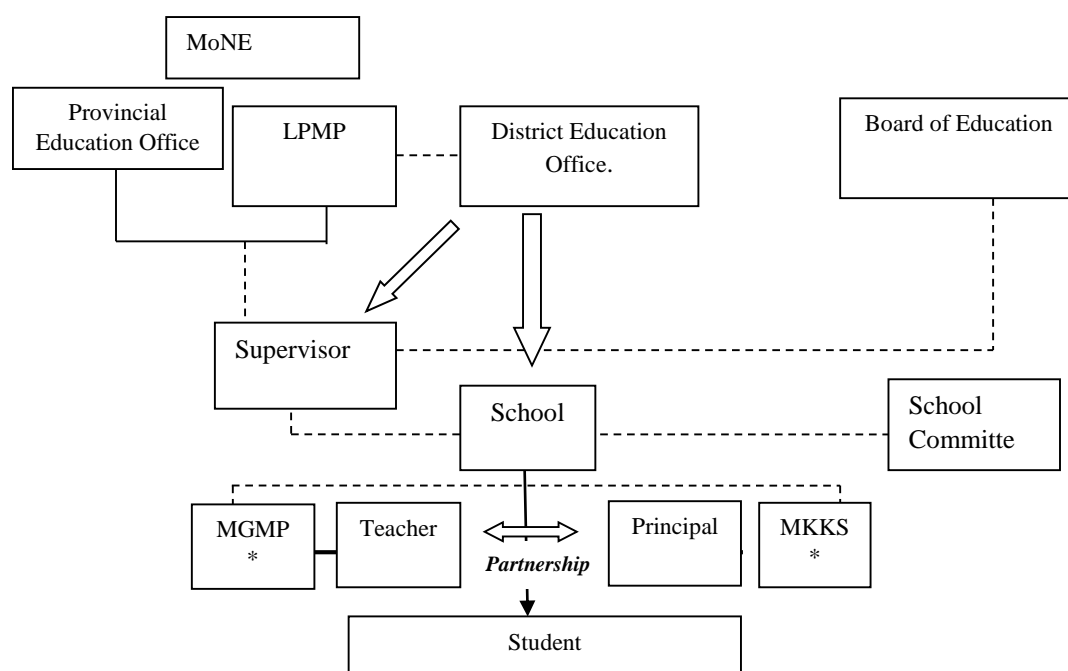 MoNE
Provincial
Education Office
LPMP
District Education
Office.
Board of Education
Supervisor
School
School
Committe
MGMP
*
Teacher
Partnership
Principal
MKKS
*
Student